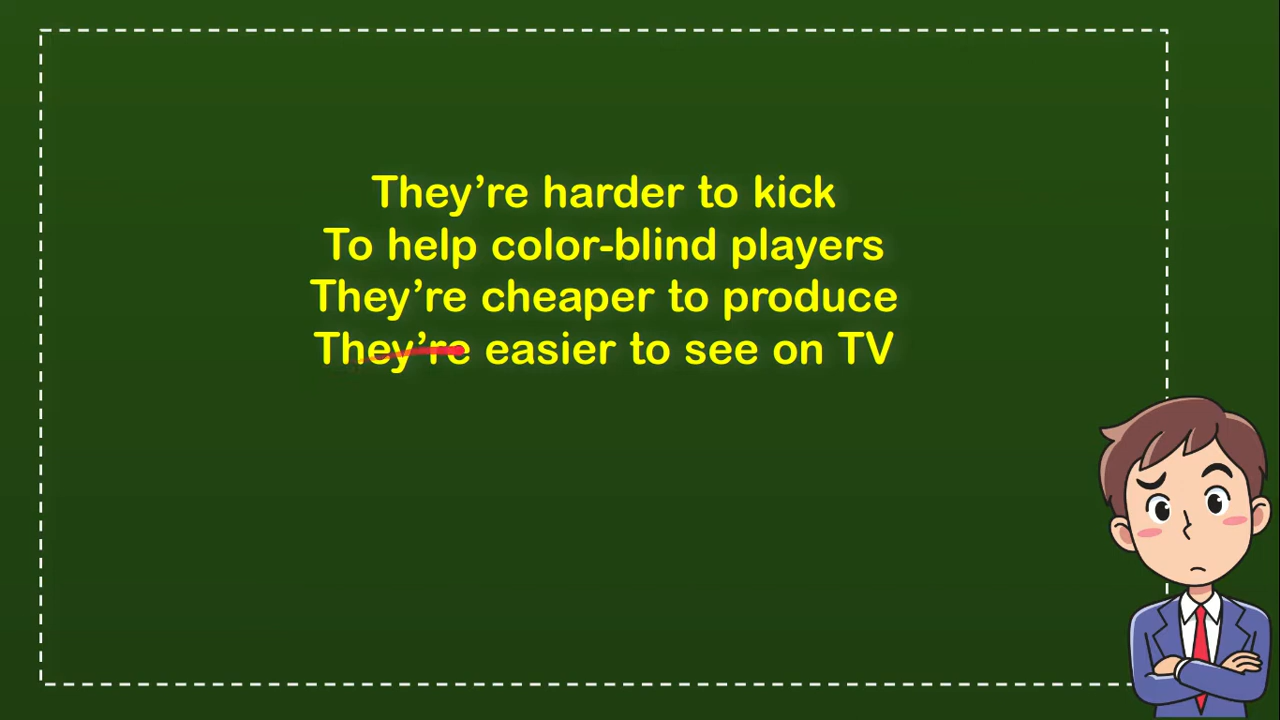 They’re harder to kick
To help color-blind players
They’re cheaper to produce
They’re easier to see on TV